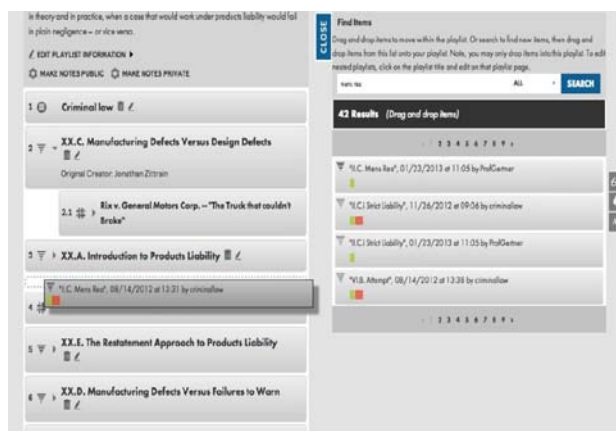 in theory and in practice, when a case that would work under products liability would fail
in plain negligence – or vice versa.
EDIT PLAYLIST INFORMATION
MAKE NOTES PUBLIC MAKE NOTES PRIVATE
1 Criminal law
2 XX.C. Manufacturing Defects Versus Design Defects
Original Creator: Jonathan Zittrain
2.1 Rix v. General Motors Corp. – "The Truck that couldn't
Brake"
3 XX.A. Introduction to Products Liability
"I.C. Mens Rea", 08/14/2012 at 13:31 by criminallaw
4
5 XX.E. The Restatement Approach to Products Liability
6 XX.D. Manufacturing Defects Versus Failures to Warn
CLOSE
Find Items
Drag and drop items to move within the playlist. Or search to find new items, then drag and
drop items from this list onto your playlist. Note, you may only drop items into this playlist. To edit
nested playlists, click on the playlist title and edit on that playlist page.
mens rea ALL SEARCH
42 Results (Drag and drop items)
1 2 3 4 5 6 7 8 9
"I.C. Mens Rea", 01/23/2013 at 11:05 by ProfGertner
"II.C.i Strict Liability", 11/26/2012 at 09:06 by criminallaw
"II.C.i Strict Liability", 01/23/2013 at 11:05 by ProfGertner
"VI.B. Attempt", 08/14/2012 at 13:38 by criminallaw
1 2 3 4 5 6 7 8 9